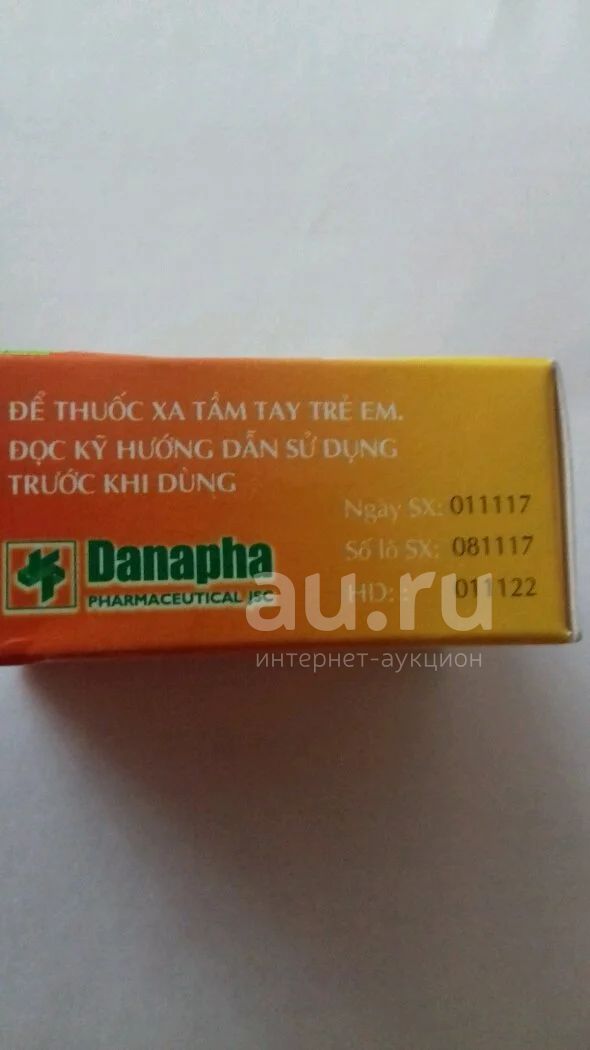 ĐỂ THUỐC XA TẦM TAY TRẺ EM.
ĐỌC KỸ HƯỚNG DẪN SỬ DỤNG
TRƯỚC KHI DÙNG
Ngày SX: 011117
Số lô SX: 081117
HD: : 011122
Danapha
PHARMACEUTICAL JSC
au.ru
интернет-аукцион